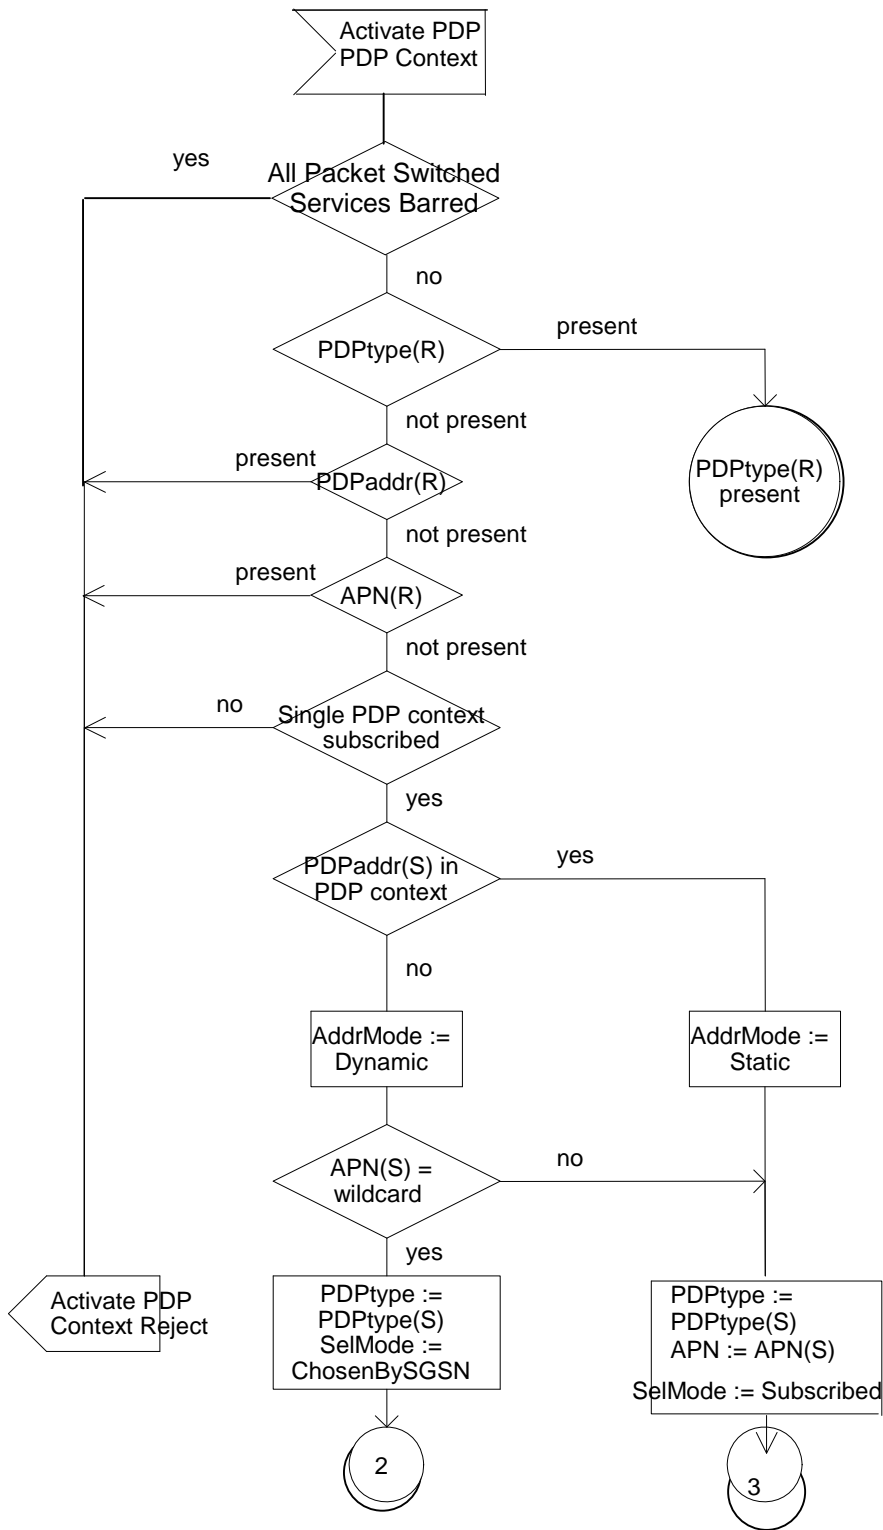 Activate PDP
PDP Context
yes
All Packet Switched
Services Barred
no
present
PDPtype(R)
not present
present
PDPaddr(R)
PDPtype(R)
present
not present
present
APN(R)
not present
no
Single PDP context
subscribed
yes
PDPaddr(S) in
PDP context
yes
no
AddrMode :=
Dynamic
AddrMode :=
Static
APN(S) =
wildcard
no
yes
Activate PDP
Context Reject
PDPtype :=
PDPtype(S)
SelMode :=
ChosenBySGSN
PDPtype :=
PDPtype(S)
APN := APN(S)
SelMode := Subscribed
2
3